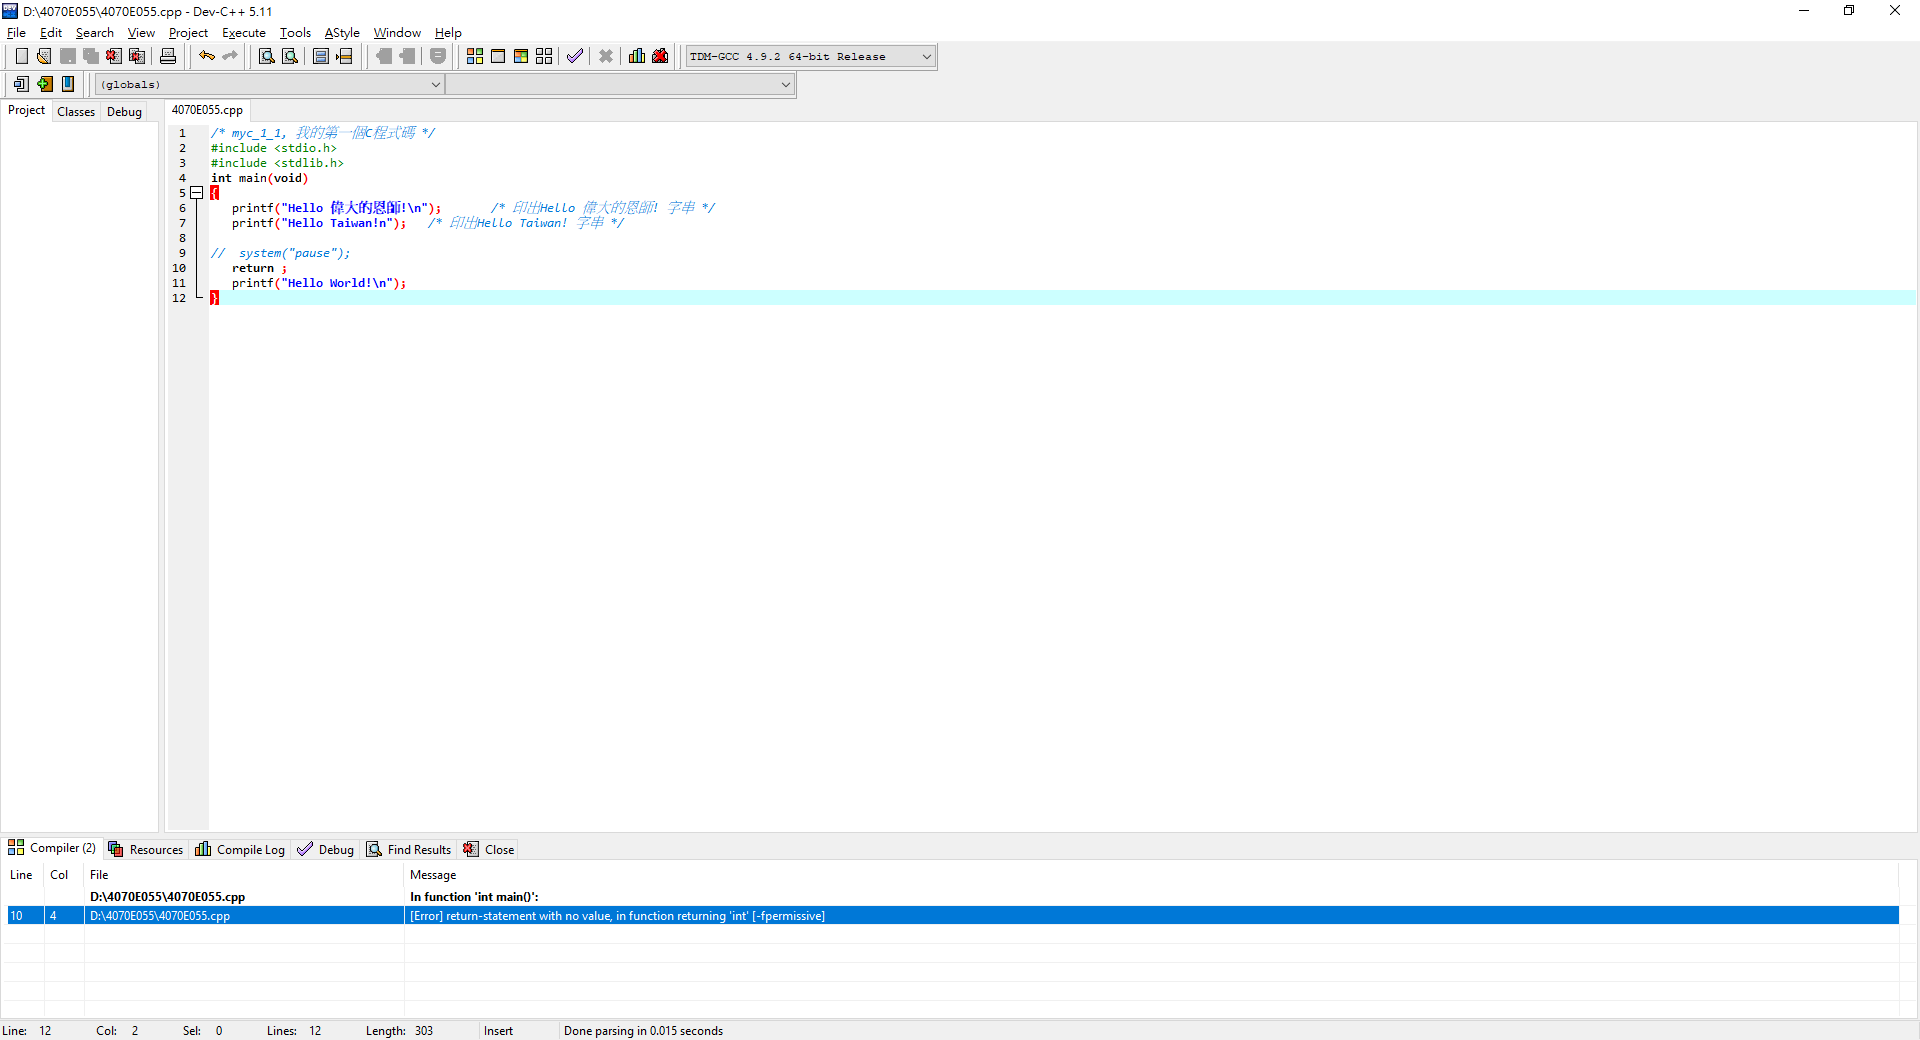 D:\4070E055\4070E055.cpp - Dev-C++ 5.11
File Edit Search View Project Execute Tools AStyle Window Help
TDM-GCC 4.9.2 64-bit Release
(globals)
Project Classes Debug
4070E055.cpp
1 /* myc_1_1, 我的第一個C程式碼 */
2 #include <stdio.h>
3 #include <stdlib.h>
4 int main(void)
5 {
6 printf("Hello 偉大的恩師!\n"); /* 印出Hello 偉大的恩師! 字串 */
7 printf("Hello Taiwan!n"); /* 印出Hello Taiwan! 字串 */
8
9 // system("pause");
10 return ;
11 printf("Hello World!\n");
12 }
Compiler (2) Resources Compile Log Debug Find Results Close
Line Col File Message
D:\4070E055\4070E055.cpp In function 'int main()':
10 4 D:\4070E055\4070E055.cpp [Error] return-statement with no value, in function returning 'int' [-fpermissive]
Line: 12 Col: 2 Sel: 0 Lines: 12 Length: 303 Insert Done parsing in 0.015 seconds